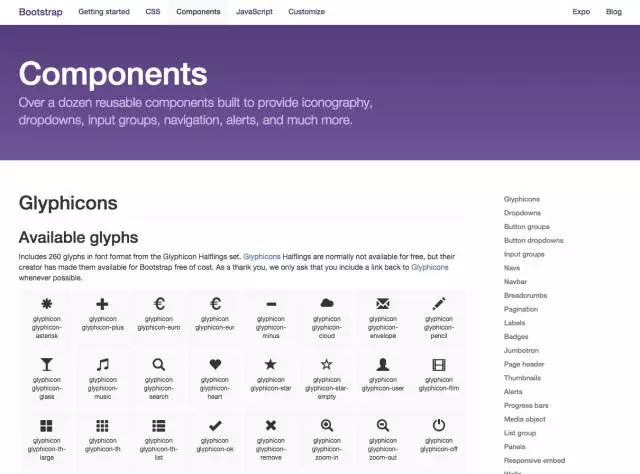 Bootstrap Getting started CSS Components JavaScript Customize Expo Blog
Components
Over a dozen reusable components built to provide iconography,
dropdowns, input groups, navigation, alerts, and much more.
Glyphicons
Available glyphs
Includes 260 glyphs in font format from the Glyphicon Halflings set. Glyphicons Halflings are normally not available for free, but their
creator has made them available for Bootstrap free of cost. As a thank you, we only ask that you include a link back to Glyphicons
whenever possible.
glyphicon
glyphicon-
asterisk
glyphicon
glyphicon-plus
glyphicon
glyphicon-euro
glyphicon
glyphicon-eur
glyphicon
glyphicon-
minus
glyphicon
glyphicon-
cloud
glyphicon
glyphicon-
envelope
glyphicon
glyphicon-
pencil
glyphicon
glyphicon-
glass
glyphicon
glyphicon-
music
glyphicon
glyphicon-
search
glyphicon
glyphicon-
heart
glyphicon
glyphicon-star
glyphicon
glyphicon-star-
empty
glyphicon
glyphicon-user
glyphicon
glyphicon-film
glyphicon
glyphicon-th-
large
glyphicon
glyphicon-th
glyphicon
glyphicon-th-
list
glyphicon
glyphicon-ok
glyphicon
glyphicon-
remove
glyphicon
glyphicon-
zoom-in
glyphicon
glyphicon-
zoom-out
glyphicon
glyphicon-off
Glyphicons
Dropdowns
Button groups
Button dropdowns
Input groups
Navs
Navbar
Breadcrumbs
Pagination
Labels
Badges
Jumbotron
Page header
Thumbnails
Alerts
Progress bars
Media object
List group
Panels
Responsive embed